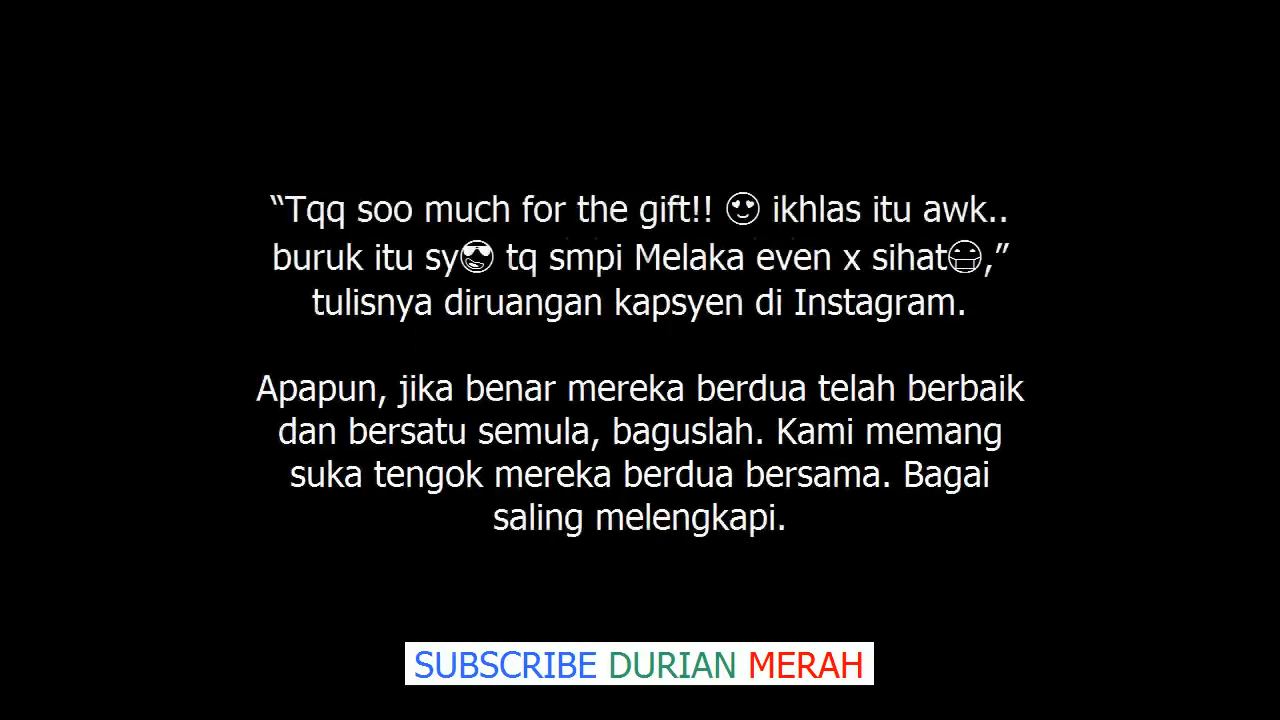 “Tqq soo much for the gift!! 😍 ikhlas itu awk..
buruk itu sy😎 tq smpi Melaka even x sihat😷,”
tulisnya diruangan kapsyen di Instagram.
Apapun, jika benar mereka berdua telah berbaik
dan bersatu semula, baguslah. Kami memang
suka tengok mereka berdua bersama. Bagai
saling melengkapi.
SUBSCRIBE DURIAN MERAH